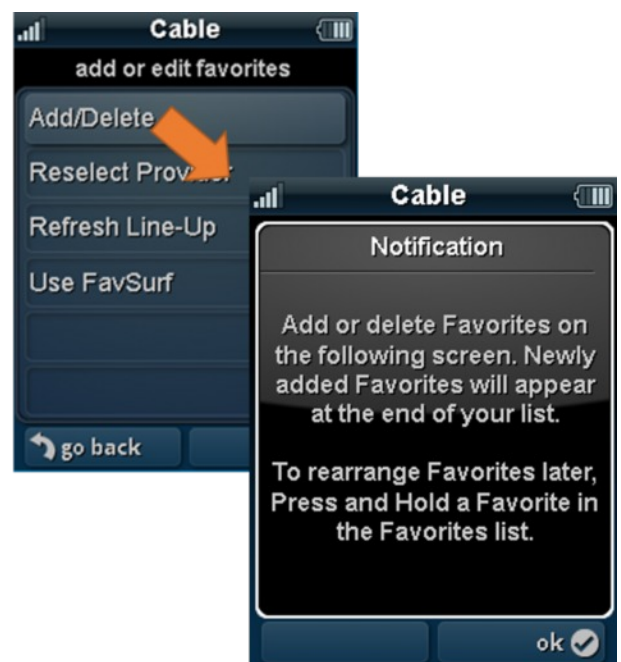 Cable
add or edit favorites
Add/Delete
Reselect Provider
Refresh Line-Up
Use FavSurf
go back
Cable
Notification
Add or delete Favorites on
the following screen. Newly
added Favorites will appear
at the end of your list.
To rearrange Favorites later,
Press and Hold a Favorite in
the Favorites list.
ok